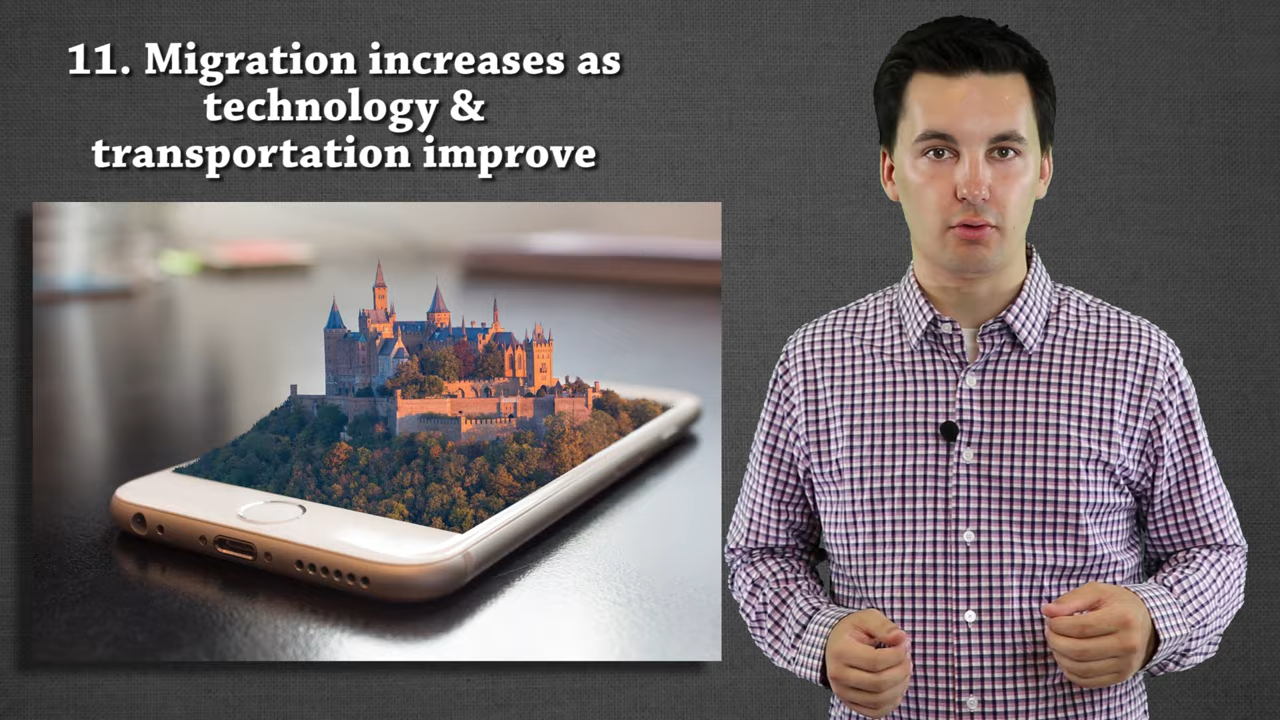 11. Migration increases as
technology &
transportation improve